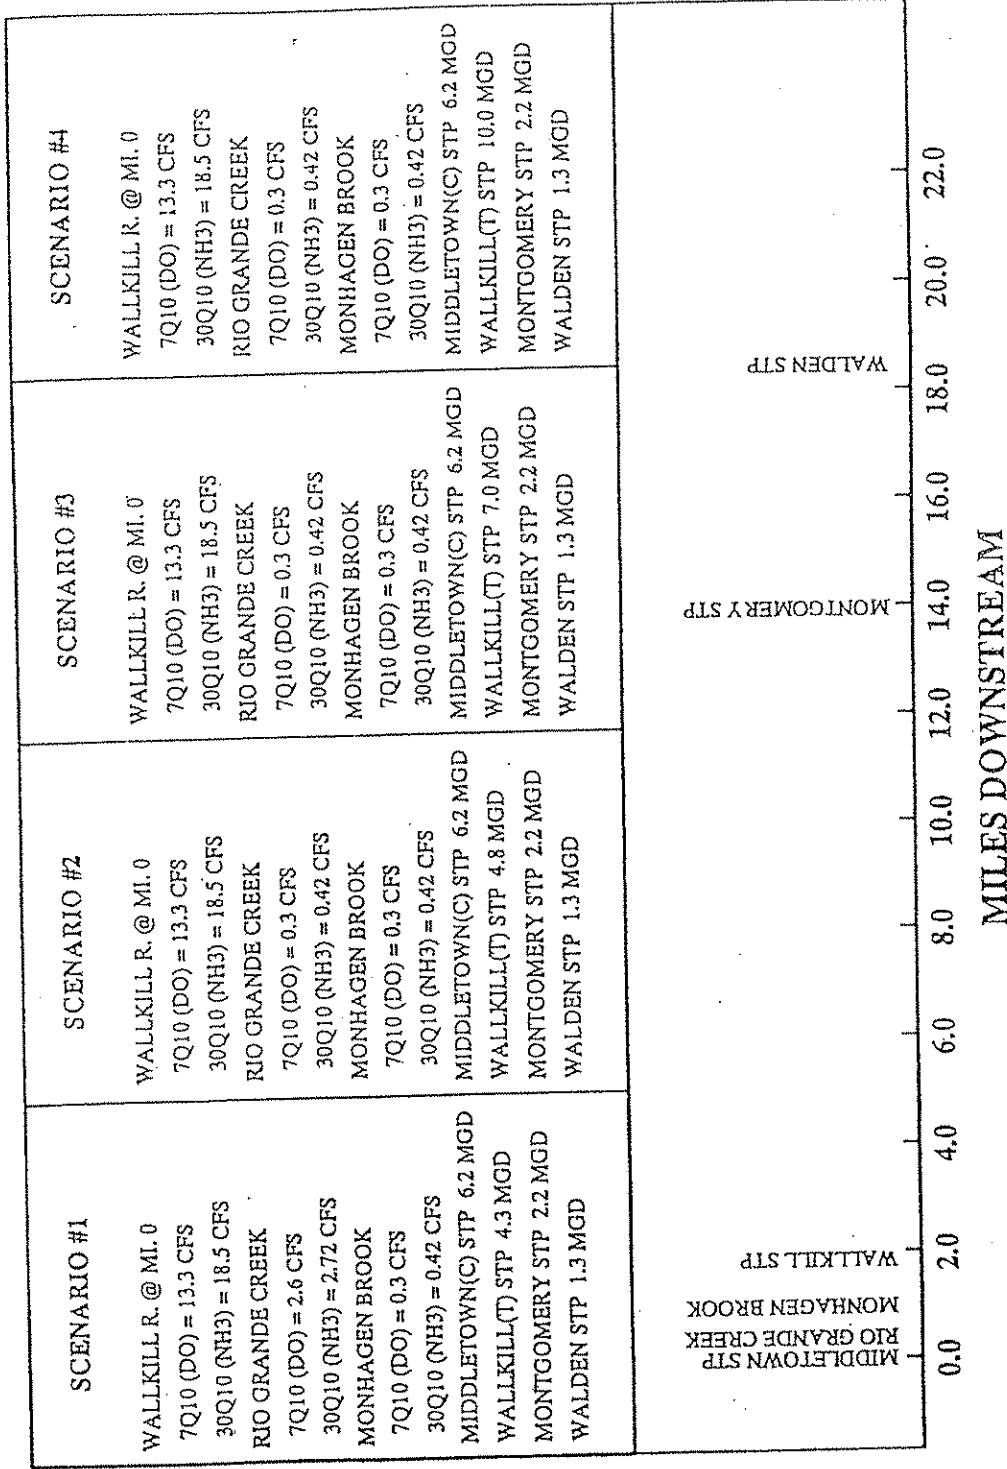 SCENARIO #1
WALLKILL R. @ MI. 0
7Q10 (DO) = 13.3 CFS
30Q10 (NH3) = 18.5 CFS
RIO GRANDE CREEK
7Q10 (DO) = 2.6 CFS
30Q10 (NH3) = 2.72 CFS
MONHAGEN BROOK
7Q10 (DO) = 0.3 CFS
30Q10 (NH3) = 0.42 CFS
MIDDLETOWN(C) STP 6.2 MGD
WALLKILL(T) STP 4.3 MGD
MONTGOMERY STP 2.2 MGD
WALDEN STP 1.3 MGD
SCENARIO #2
WALLKILL R. @ MI. 0
7Q10 (DO) = 13.3 CFS
30Q10 (NH3) = 18.5 CFS
RIO GRANDE CREEK
7Q10 (DO) = 0.3 CFS
30Q10 (NH3) = 0.42 CFS
MONHAGEN BROOK
7Q10 (DO) = 0.3 CFS
30Q10 (NH3) = 0.42 CFS
MIDDLETOWN(C) STP 6.2 MGD
WALLKILL(T) STP 4.8 MGD
MONTGOMERY STP 2.2 MGD
WALDEN STP 1.3 MGD
SCENARIO #3
WALLKILL R. @ MI. 0
7Q10 (DO) = 13.3 CFS
30Q10 (NH3) = 18.5 CFS
RIO GRANDE CREEK
7Q10 (DO) = 0.3 CFS
30Q10 (NH3) = 0.42 CFS
MONHAGEN BROOK
7Q10 (DO) = 0.3 CFS
30Q10 (NH3) = 0.42 CFS
MIDDLETOWN(C) STP 6.2 MGD
WALLKILL(T) STP 7.0 MGD
MONTGOMERY STP 2.2 MGD
WALDEN STP 1.3 MGD
SCENARIO #4
WALLKILL R. @ MI. 0
7Q10 (DO) = 13.3 CFS
30Q10 (NH3) = 18.5 CFS
RIO GRANDE CREEK
7Q10 (DO) = 0.3 CFS
30Q10 (NH3) = 0.42 CFS
MONHAGEN BROOK
7Q10 (DO) = 0.3 CFS
30Q10 (NH3) = 0.42 CFS
MIDDLETOWN(C) STP 6.2 MGD
WALLKILL(T) STP 10.0 MGD
MONTGOMERY STP 2.2 MGD
WALDEN STP 1.3 MGD
MIDDLETOWN STP
RIO GRANDE CREEK
MONHAGEN BROOK
WALLKILL STP
MONTGOMERY STP
WALDEN STP
0.0 2.0 4.0 6.0 8.0 10.0 12.0 14.0 16.0 18.0 20.0 22.0
MILES DOWNSTREAM